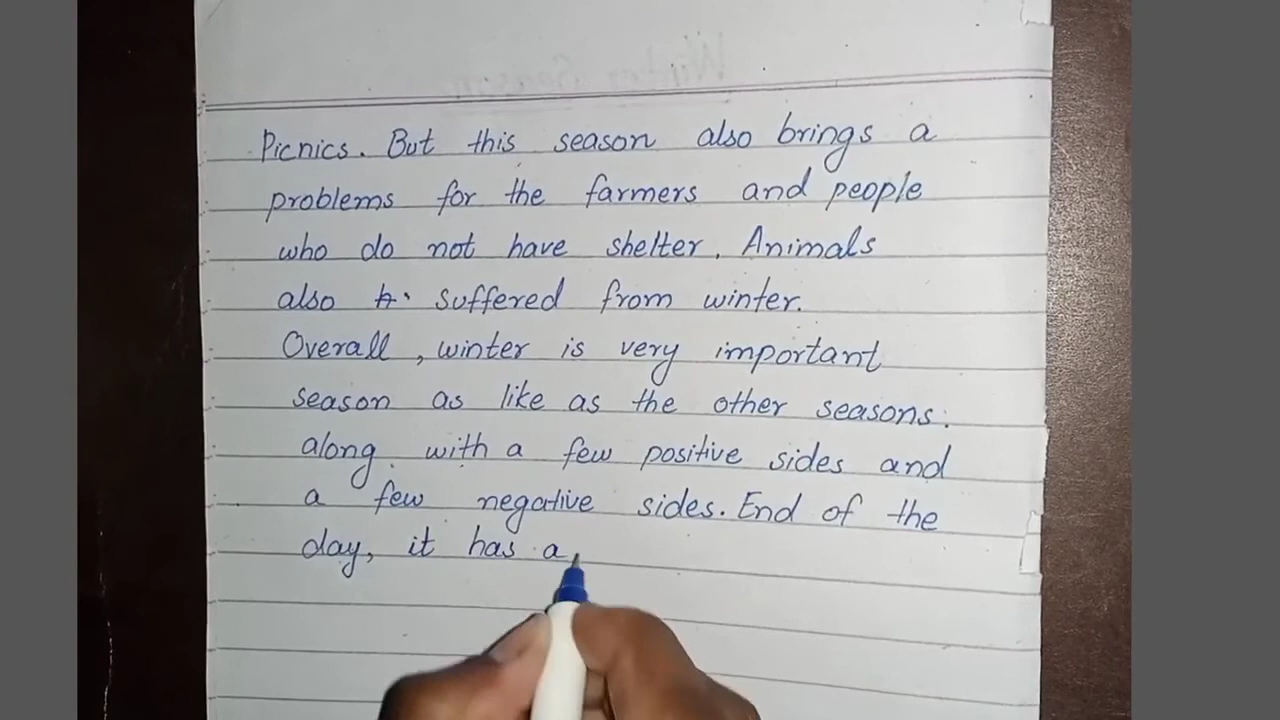 Picnics. But this season also brings a
problems for the farmers and people
who do not have shelter. Animals
also suffered from winter.
Overall, winter is very important
season as like as the other seasons.
along with a few positive sides and
a few negative sides. End of the
day, it has a